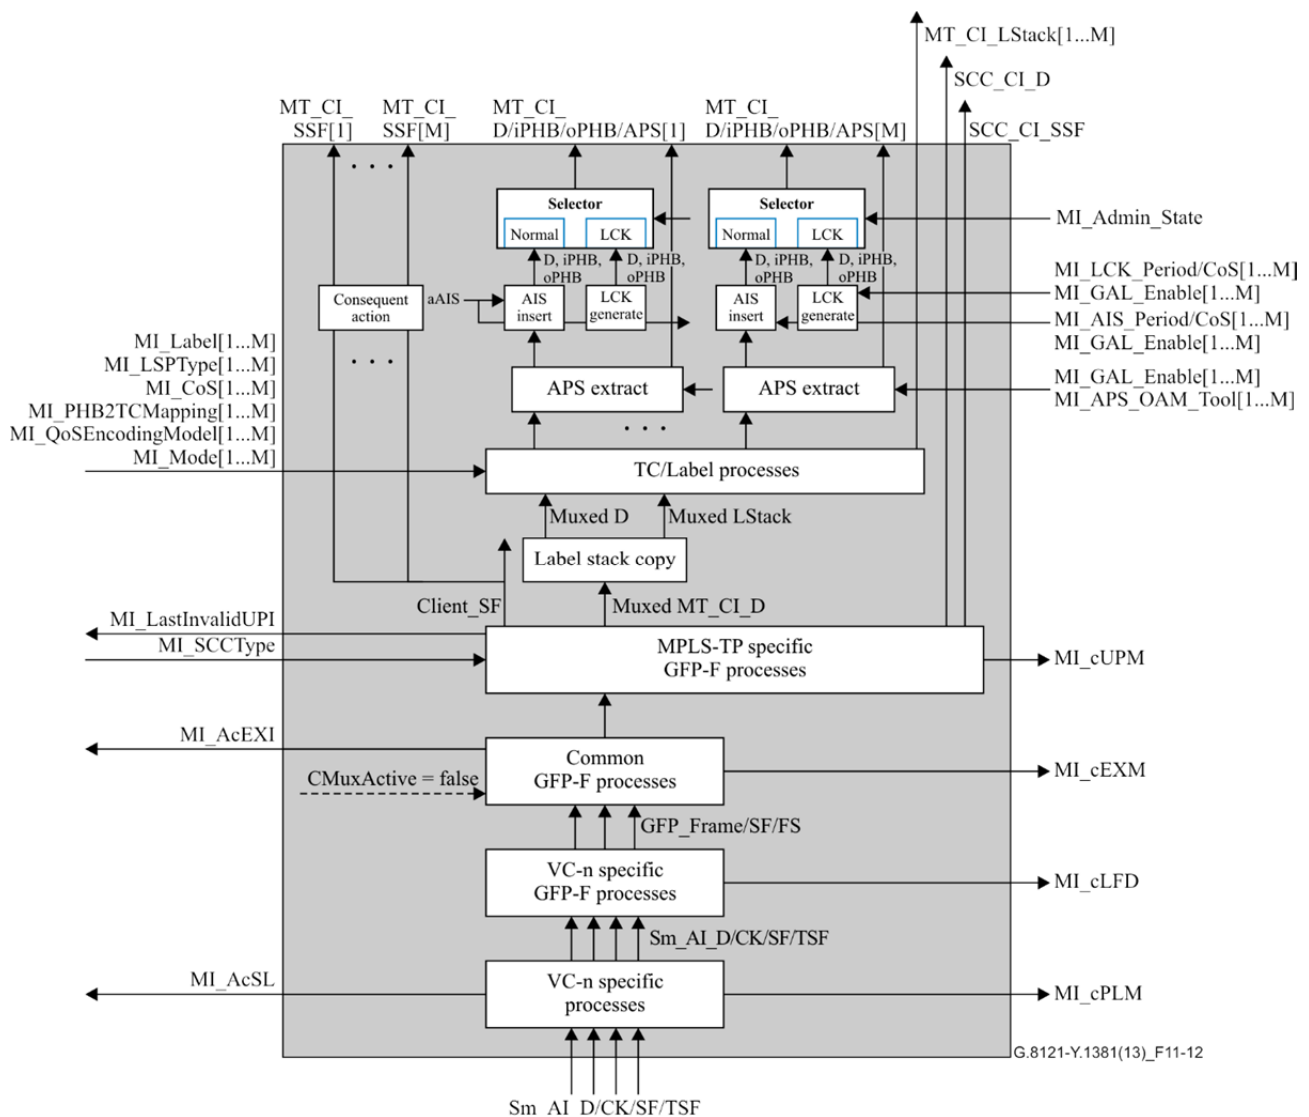 MT_CI_LStack[1...M]
SCC_CI_D
SCC_CI_SSF
MT_CI_
SSF[1]
MT_CI_
SSF[M]
MT_CI_
D/iPHB/oPHB/APS[1]
MT_CI_
D/iPHB/oPHB/APS[M]
. . .
Selector
Normal
LCK
Selector
Normal
LCK
MI_Admin_State
D, iPHB,
oPHB
D, iPHB,
oPHB
D, iPHB,
oPHB
D, iPHB,
oPHB
Consequent
action
aAIS
AIS
insert
LCK
generate
AIS
insert
LCK
generate
MI_LCK_Period/CoS[1...M]
MI_GAL_Enable[1...M]
MI_AIS_Period/CoS[1...M]
MI_GAL_Enable[1...M]
. . .
APS extract
APS extract
MI_GAL_Enable[1...M]
MI_APS_OAM_Tool[1...M]
. . .
MI_Label[1...M]
MI_LSPType[1...M]
MI_CoS[1...M]
MI_PHB2TCMapping[1...M]
MI_QoSEncodingModel[1...M]
MI_Mode[1...M]
TC/Label processes
Muxed D
Muxed LStack
Label stack copy
Client_SF
Muxed MT_CI_D
MI_LastInvalidUPI
MI_SCCType
MPLS-TP specific
GFP-F processes
MI_cUPM
MI_AcEXI
CMuxActive = false
Common
GFP-F processes
MI_cEXM
GFP_Frame/SF/FS
VC-n specific
GFP-F processes
MI_cLFD
Sm_AI_D/CK/SF/TSF
MI_AcSL
VC-n specific
processes
MI_cPLM
G.8121-Y.1381(13)_F11-12
Sm_AI_D/CK/SF/TSF